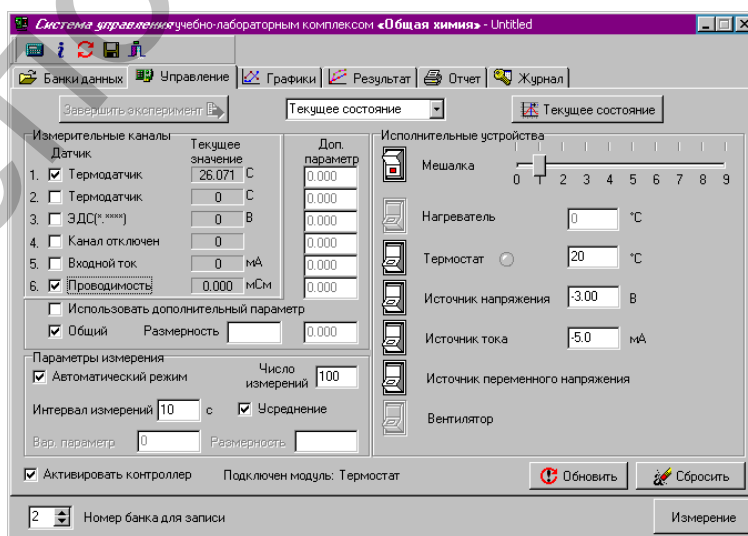 Система управления учебно-лабораторным комплексом «Общая химия» - Untitled
Банки данных Управление Графики Результат Отчет Журнал
Завершить эксперимент Текущее состояние Текущее состояние
Измерительные каналы
Датчик Текущее значение Доп. параметр
1. Термодатчик 26.071 С 0.000
2. Термодатчик 0 С 0.000
3. ЭДС(*.****) 0 В 0.000
4. Канал отключен 0 0.000
5. Входной ток 0 мА 0.000
6. Проводимость 0.000 мСм 0.000
Использовать дополнительный параметр
Общий Размерность 0.000
Параметры измерения
Автоматический режим Число измерений 100
Интервал измерений 10 с Усреднение
Вар. параметр 0 Размерность
Исполнительные устройства
Мешалка
0 1 2 3 4 5 6 7 8 9
Нагреватель 0 °C
Термостат 20 °C
Источник напряжения -3.00 В
Источник тока -5.0 мА
Источник переменного напряжения
Вентилятор
Активировать контроллер Подключен модуль: Термостат Обновить Сбросить
2 Номер банка для записи Измерение